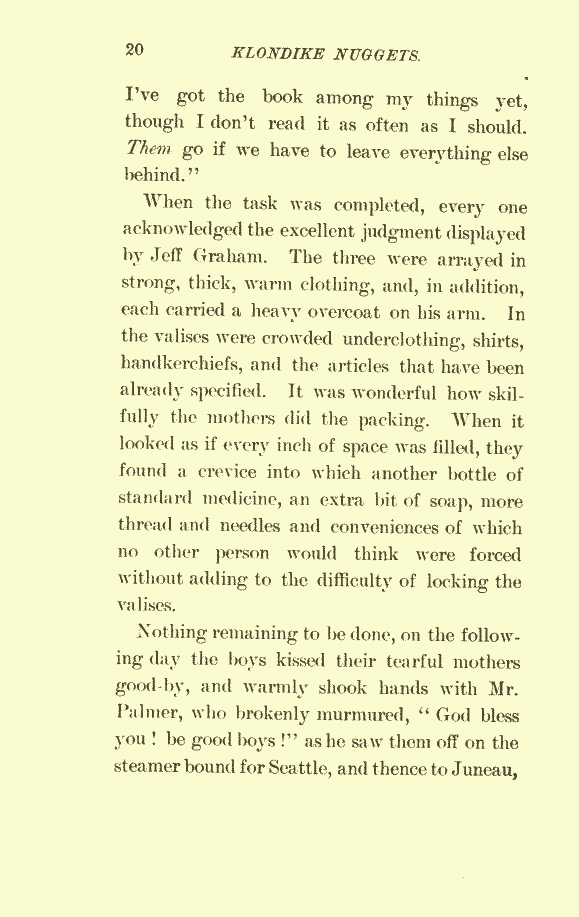 20 KLONDIKE NUGGETS.
I've got the book among my things yet,
though I don't read it as often as I should.
Them go if we have to leave everything else
behind."
When the task was completed, every one
acknowledged the excellent judgment displayed
by Jeff Graham. The three were arrayed in
strong, thick, warm clothing, and, in addition,
each carried a heavy overcoat on his arm. In
the valises were crowded underclothing, shirts,
handkerchiefs, and the articles that have been
already specified. It was wonderful how skil-
fully the mothers did the packing. When it
looked as if every inch of space was filled, they
found a crevice into which another bottle of
standard medicine, an extra bit of soap, more
thread and needles and conveniences of which
no other person would think were forced
without adding to the difficulty of locking the
valises.
Nothing remaining to be done, on the follow-
ing day the boys kissed their tearful mothers
good-by, and warmly shook hands with Mr.
Palmer, who brokenly murmured, " God bless
you ! be good boys !" as he saw them off on the
steamer bound for Seattle, and thence to Juneau,